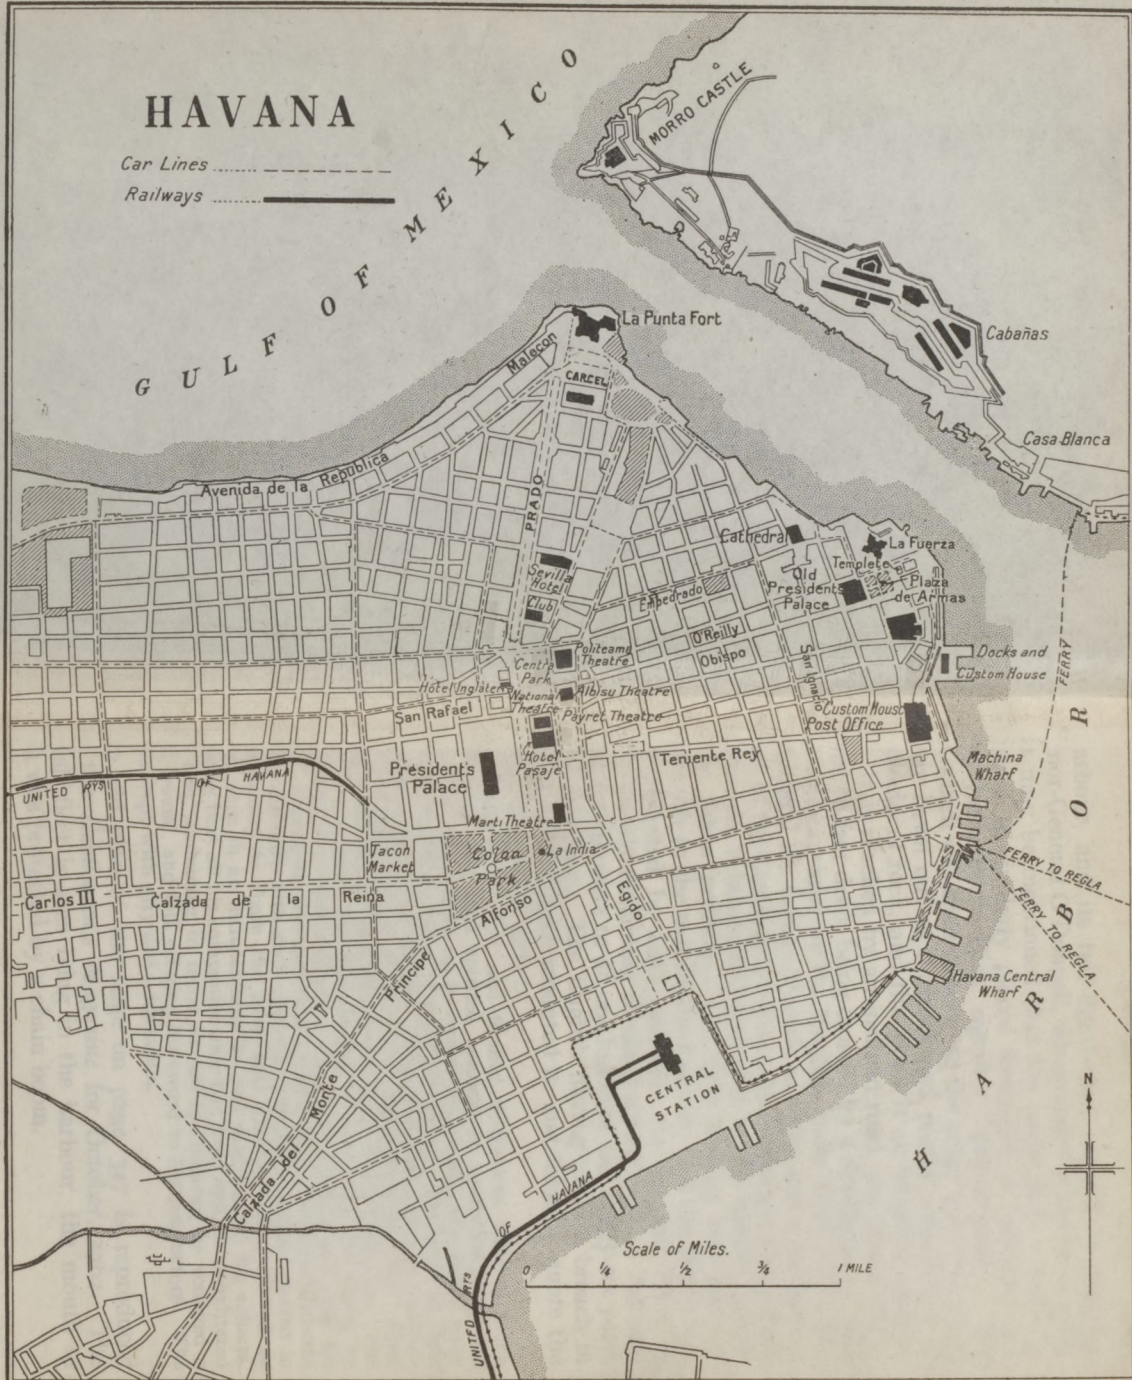 HAVANA
Car Lines
Railways
GULF OF MEXICO
MORRO CASTLE
La Punta Fort
Cabañas
Malecon
CARCEL
Casa Blanca
Avenida de la Republica
PRADO
Cathedral
La Fuerza
Sevilla
Hotel
Templete
Old
Presidents
Palace
Plaza
de Armas
Club
Empedrado
O'Reilly
Obispo
Politeama
Theatre
Docks and
Custom House
FERRY
Centra
Park
San Ignacio
Hotel Inglaterra
National
Theatre
Albisu Theatre
San Rafael
Payret Theatre
Custom House
Post Office
Teniente Rey
Hotel
Pasaje
Presidents
Palace
Machina
Wharf
UNITED RYS OF HAVANA
Marti Theatre
Tacon
Market
Colon
Park
La India
FERRY TO REGLA
FERRY TO REGLA
Carlos III
Calzada de la Reina
Alfonso
Egido
Principe
Havana Central
Wharf
HARBOR
CENTRAL
STATION
N
Calzada del Monte
UNITED RYS OF HAVANA
Scale of Miles.
0 1/4 1/2 3/4 1 MILE